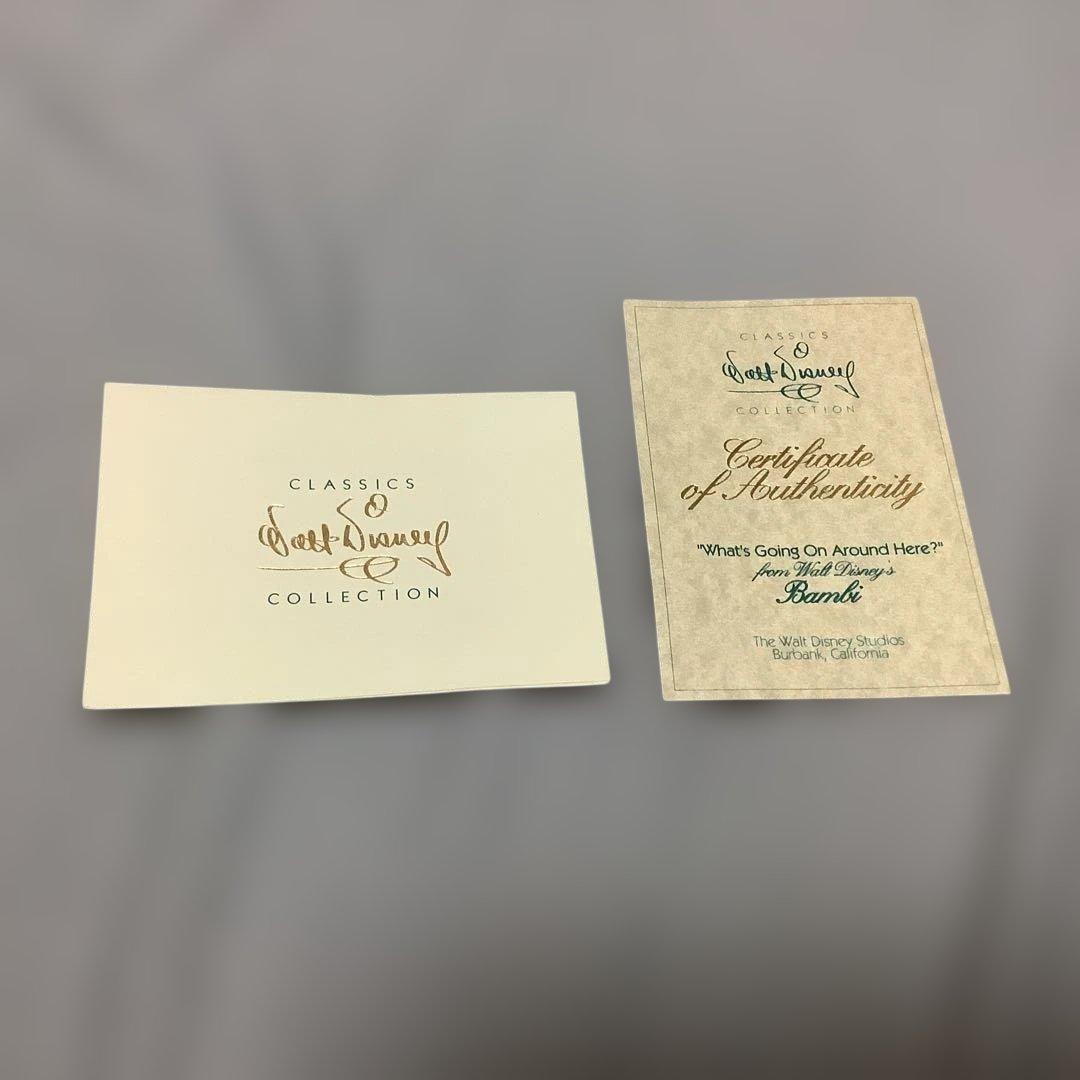 CLASSICS
Walt Disney
COLLECTION
CLASSICS
Walt Disney
COLLECTION
Certificate
of Authenticity
"What's Going On Around Here?"
from Walt Disney's
Bambi
The Walt Disney Studios
Burbank, California